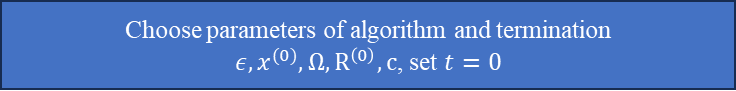 Choose parameters of algorithm and termination
𝜖, 𝑥⁽⁰⁾, Ω, R⁽⁰⁾, c, set 𝑡 = 0